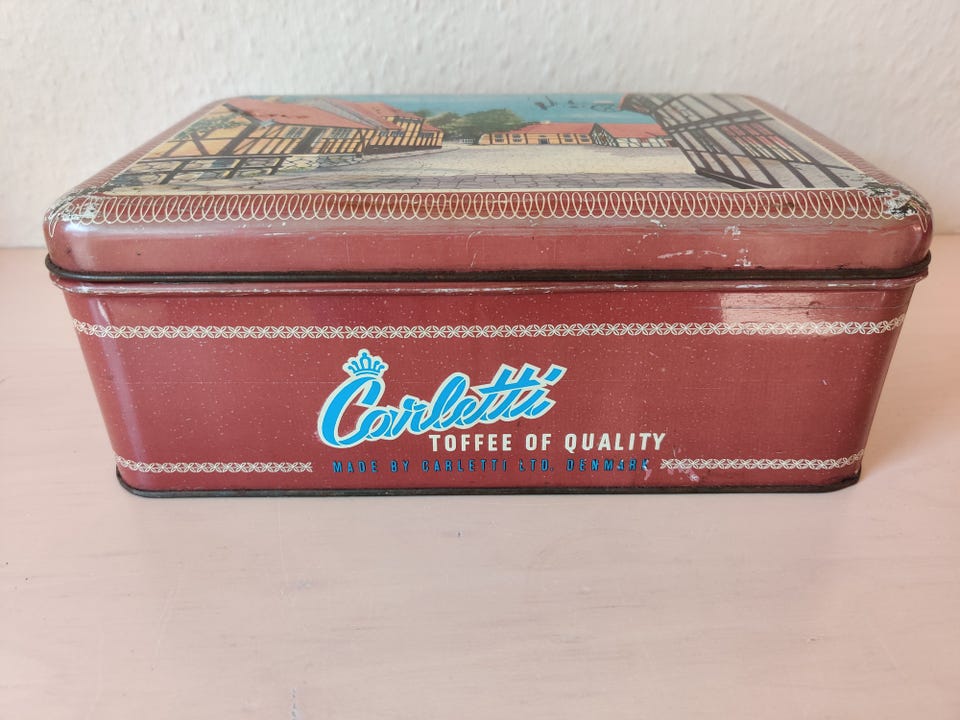 Carletti
TOFFEE OF QUALITY
MADE BY CARLETTI LTD. DENMARK